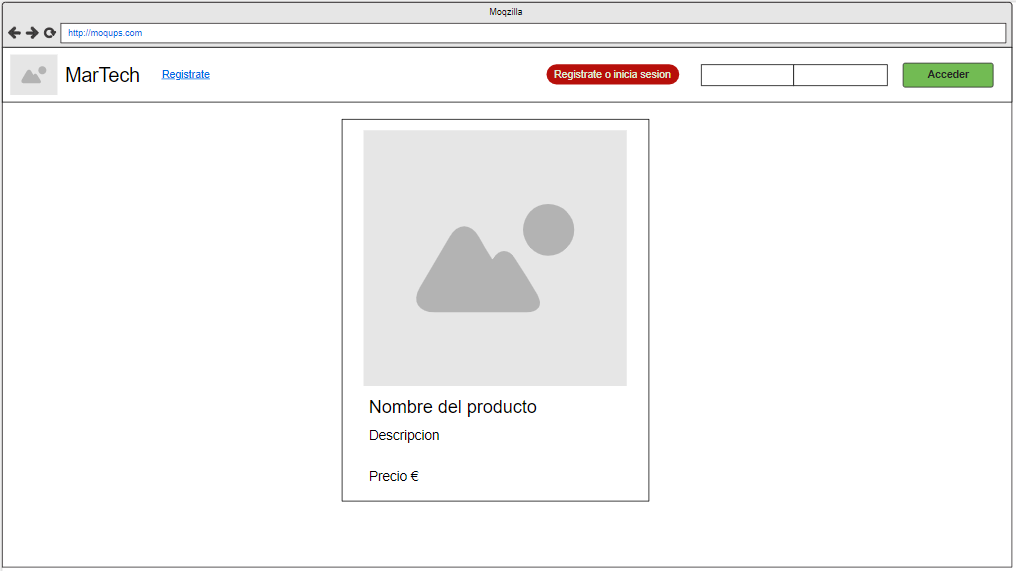 Moqzilla
http://moqups.com
MarTech
Registrate
Registrate o inicia sesion
Acceder
Nombre del producto
Descripcion
Precio €